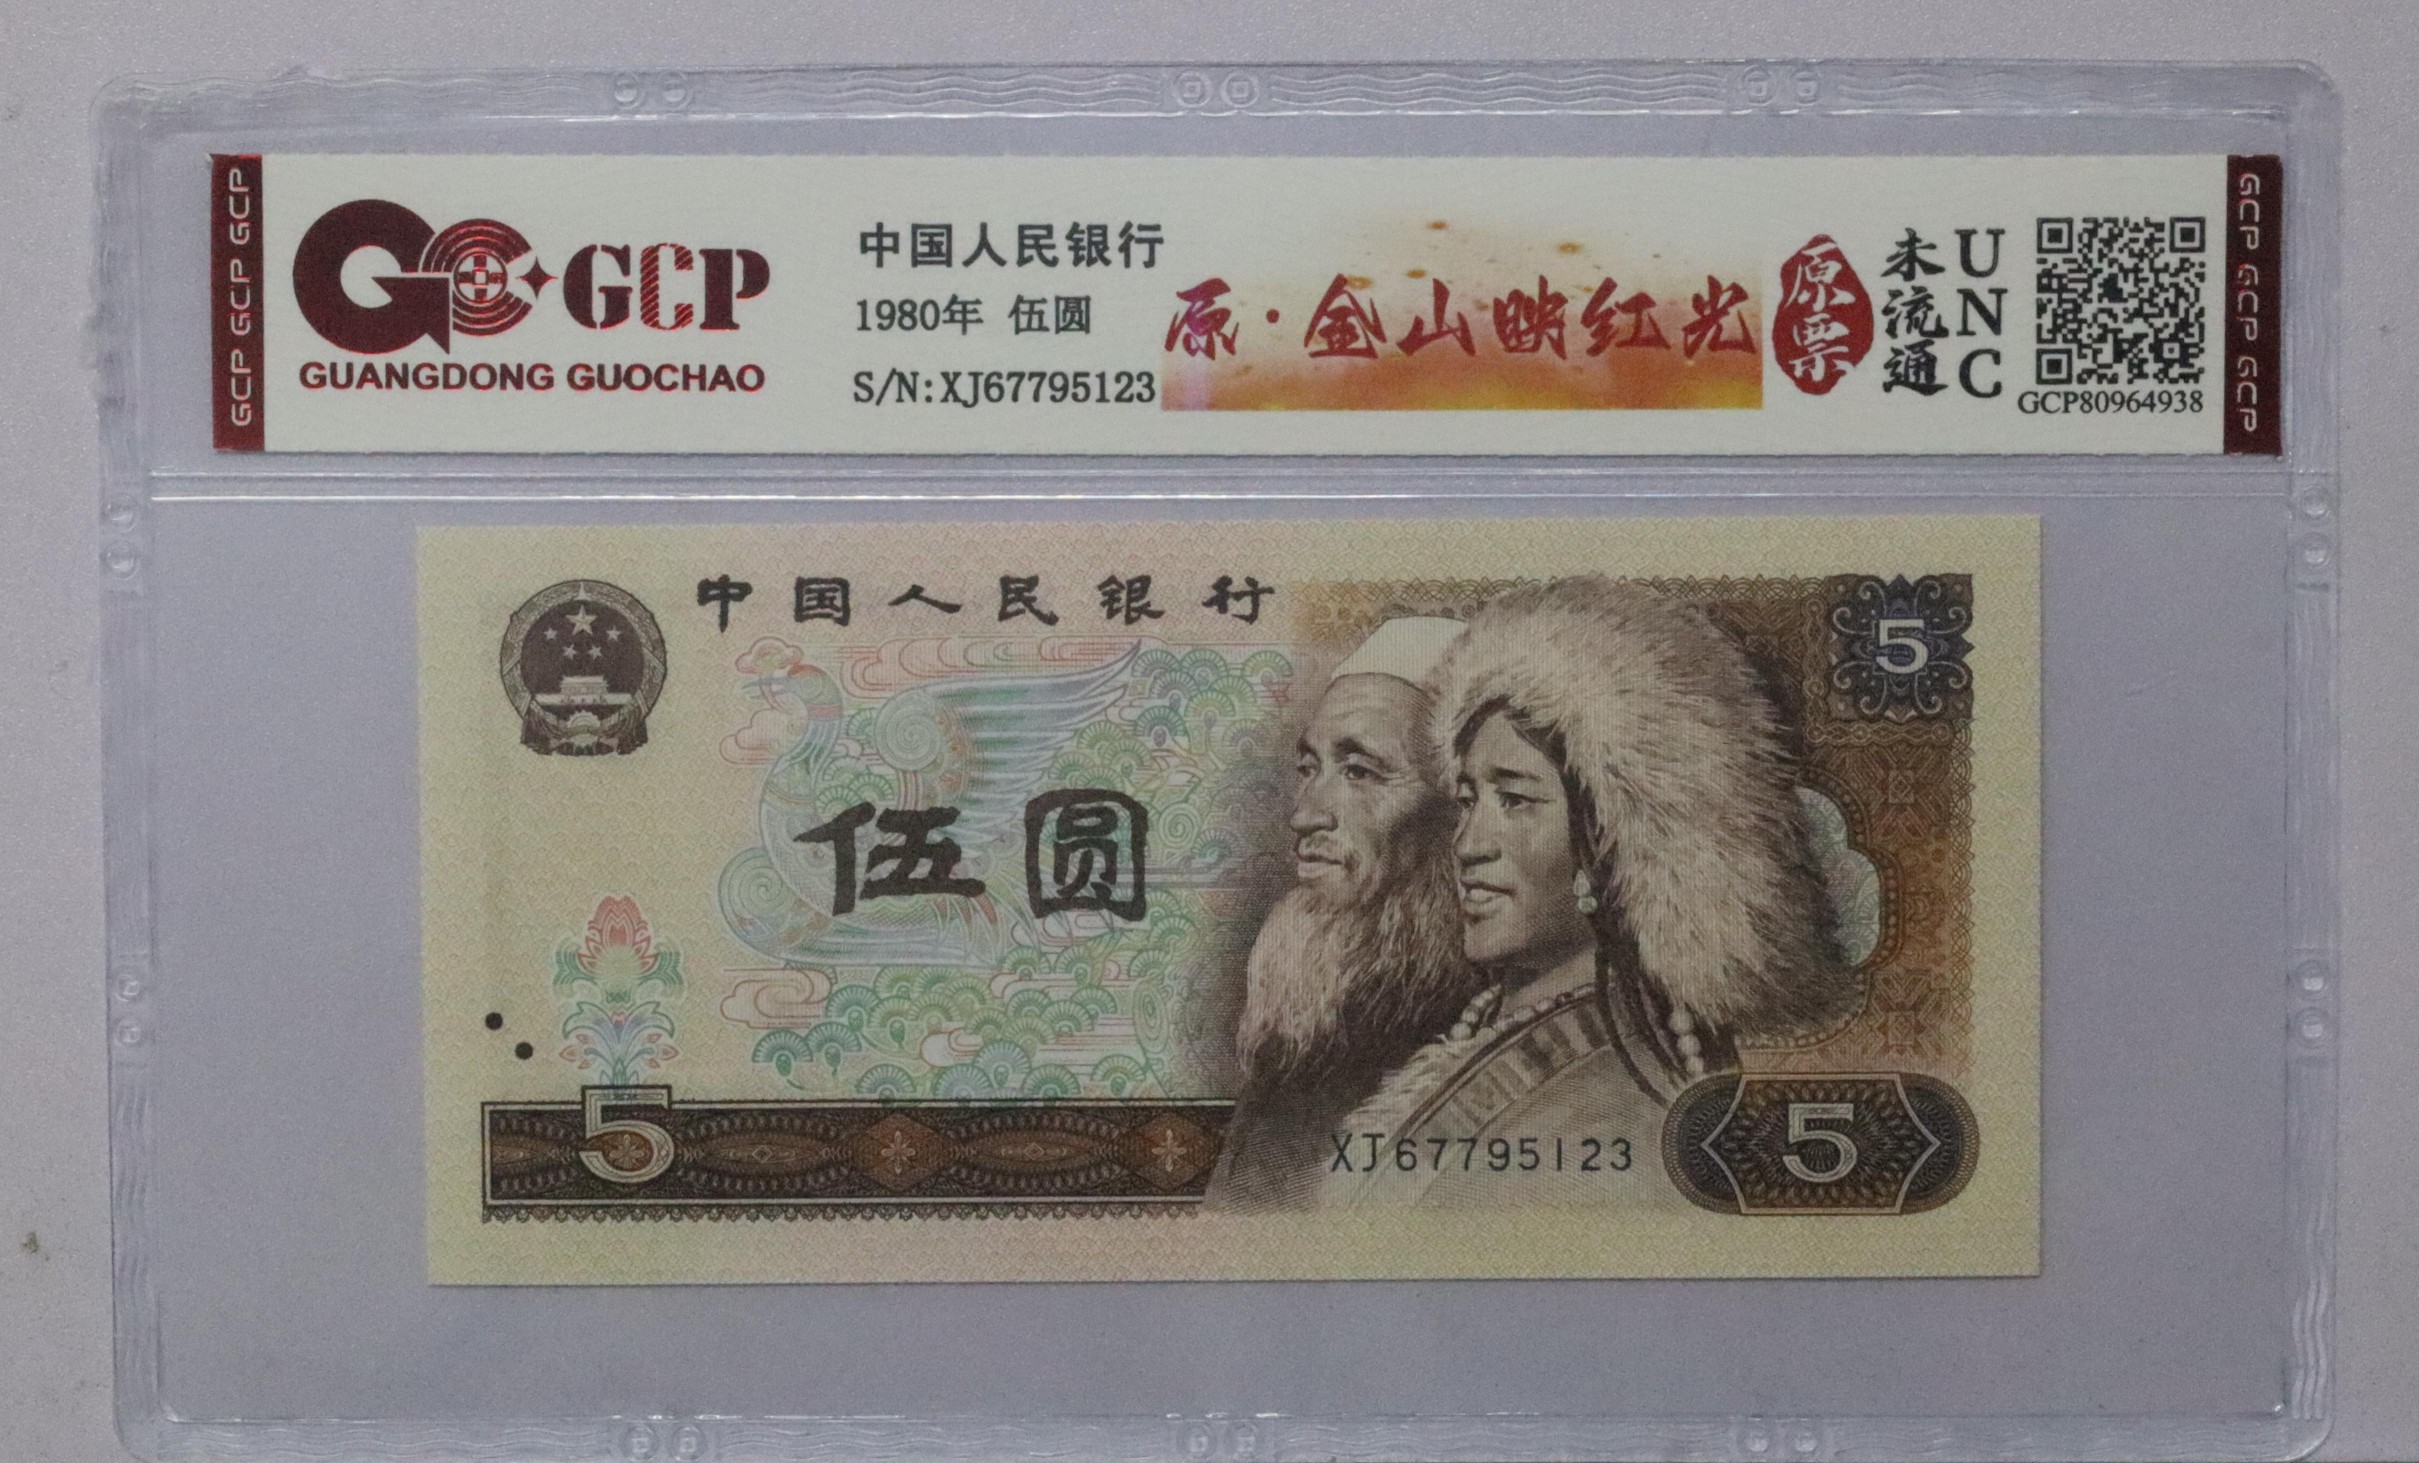 GCP GCP GCP
GCP
GUANGDONG GUOCHAO
中国人民银行
1980年 伍圆
S/N:XJ67795123
原·金山映红光
原票
未流通
UNC
GCP80964938
GCP GCP GCP
中国人民银行
5
伍圆
5
XJ67795123
5